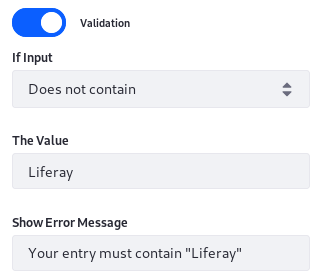 Validation
If Input
Does not contain
The Value
Liferay
Show Error Message
Your entry must contain "Liferay"